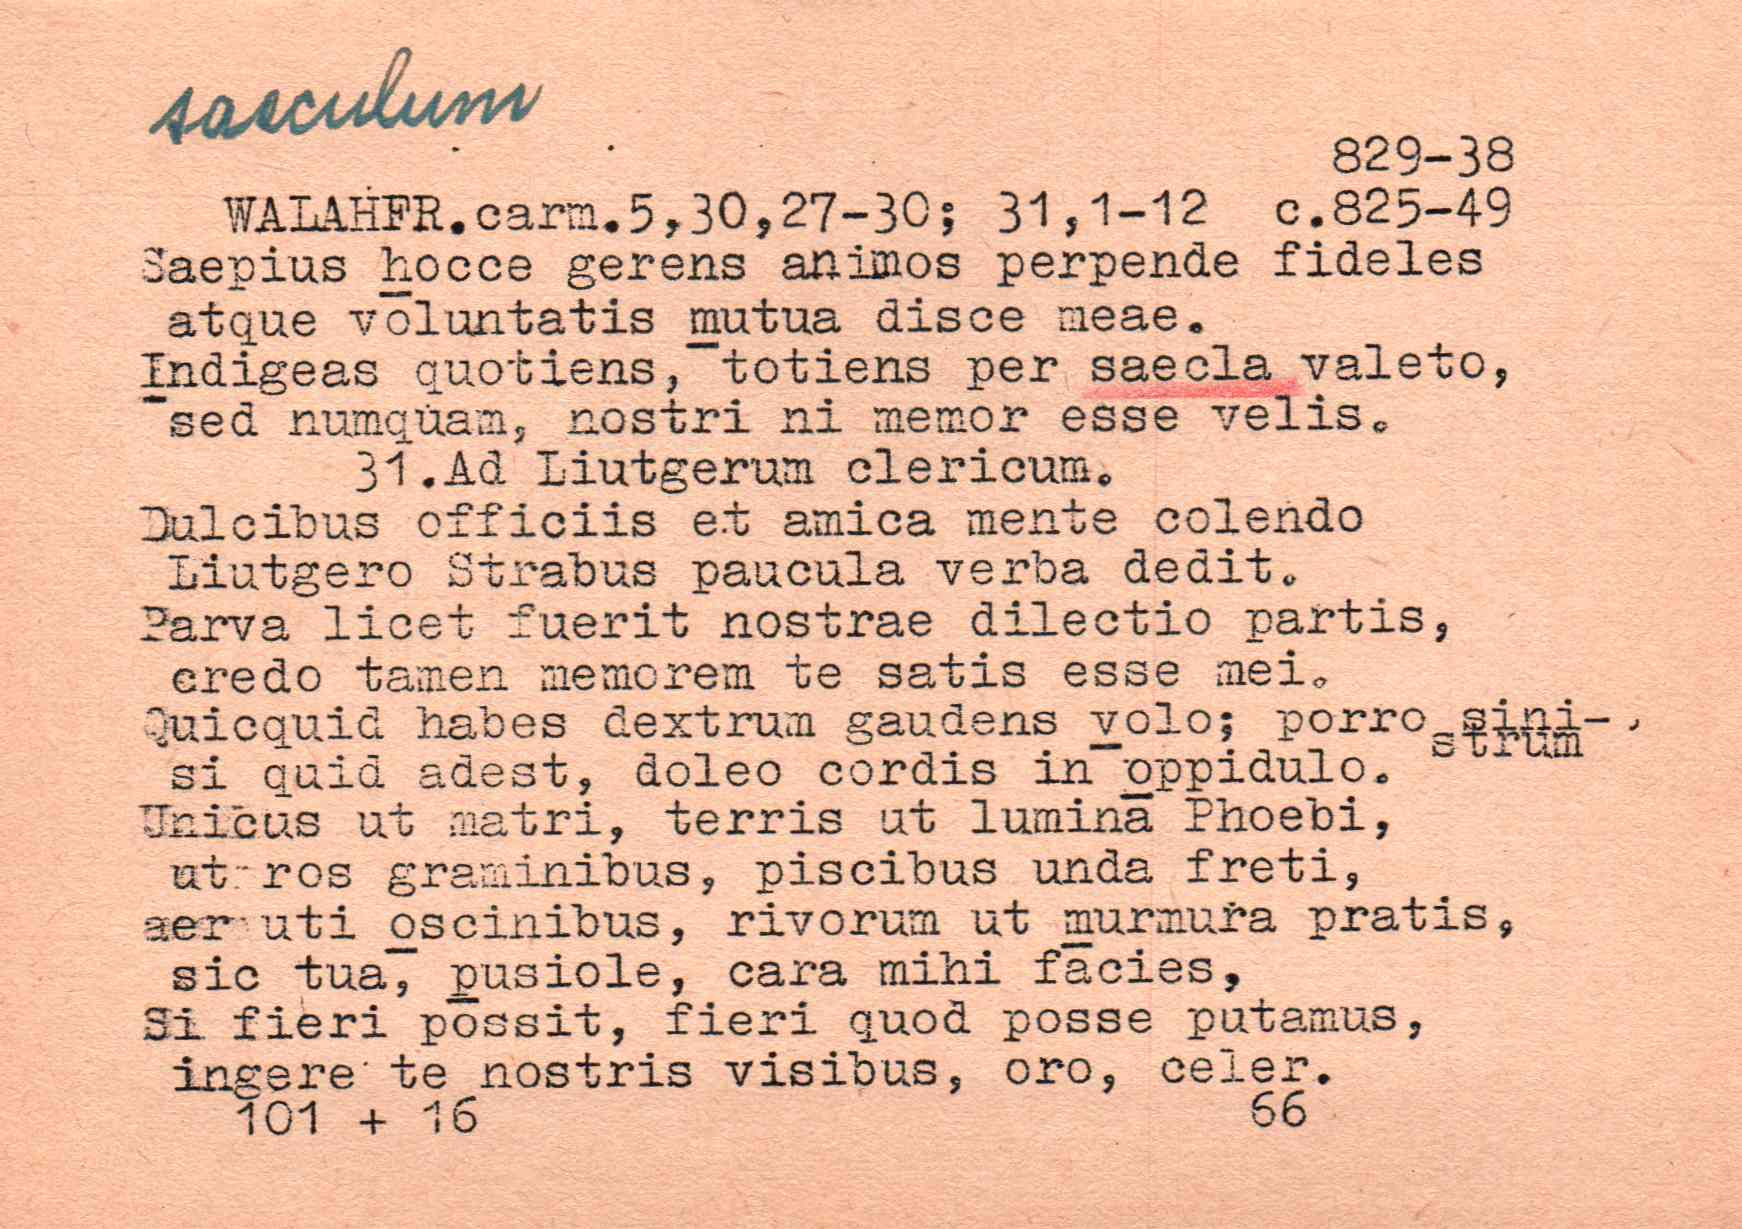 saeculum
829-38
WALAHFR.carm.5,30,27-30; 31,1-12 c.825-49
Saepius hocce gerens animos perpende fideles
atque voluntatis mutua disce meae.
Indigeas quotiens, totiens per saecla valeto,
sed numquam, nostri ni memor esse velis.
31.Ad Liutgerum clericum.
Dulcibus officiis et amica mente colendo
Liutgero Strabus paucula verba dedit.
Parva licet fuerit nostrae dilectio partis,
credo tamen memorem te satis esse mei.
Quicquid habes dextrum gaudens volo; porro sini-,
strum
si quid adest, doleo cordis in oppidulo.
Unicus ut matri, terris ut lumina Phoebi,
ut ros graminibus, piscibus unda freti,
aer uti oscinibus, rivorum ut murmura pratis,
sic tua, pusiole, cara mihi facies,
Si fieri possit, fieri quod posse putamus,
ingere te nostris visibus, oro, celer.
101 + 16 66